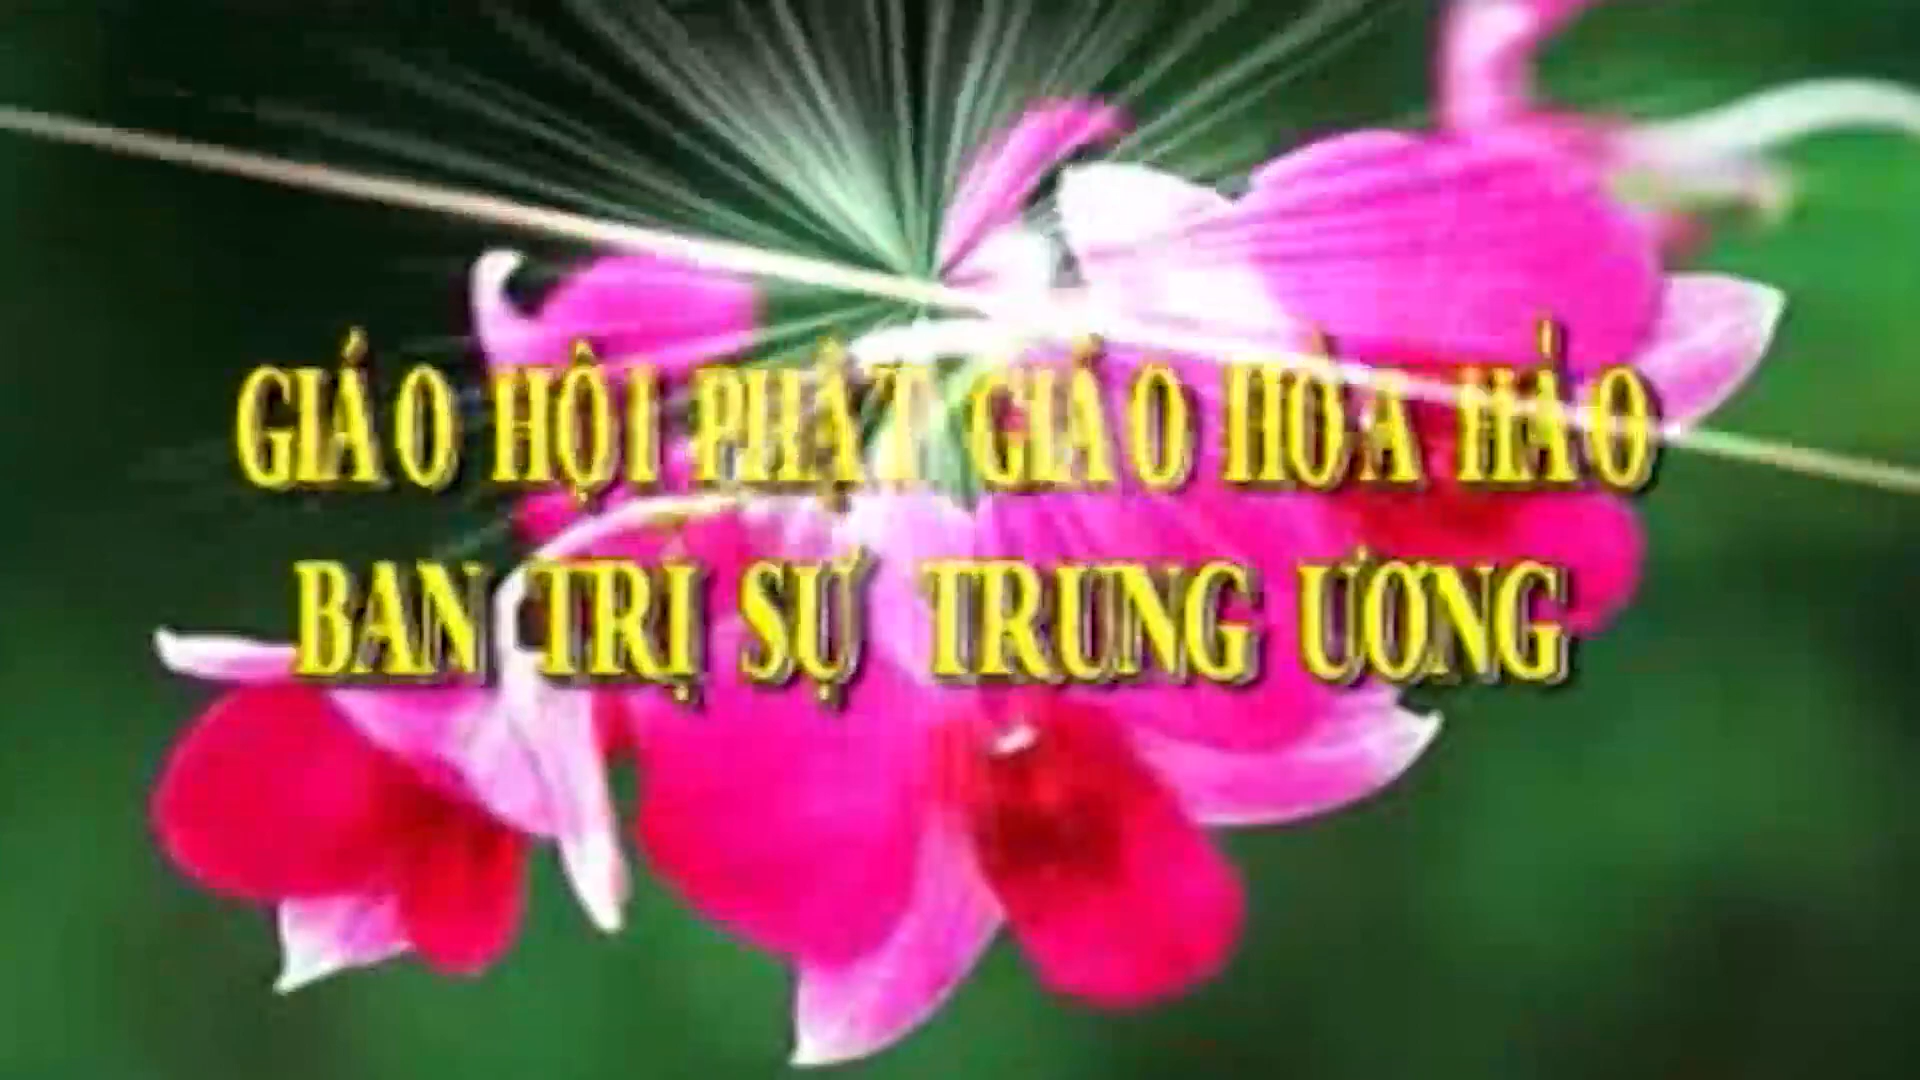 GIÁO HỘI PHẬT GIÁO HÒA HẢO
BAN TRỊ SỰ TRUNG ƯƠNG